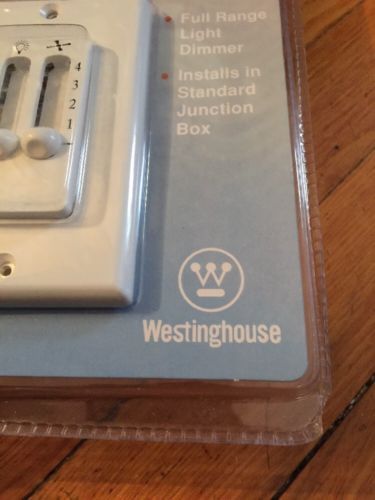 Full Range
Light
Dimmer
Installs in
Standard
Junction
Box
4
3
2
1
W
Westinghouse